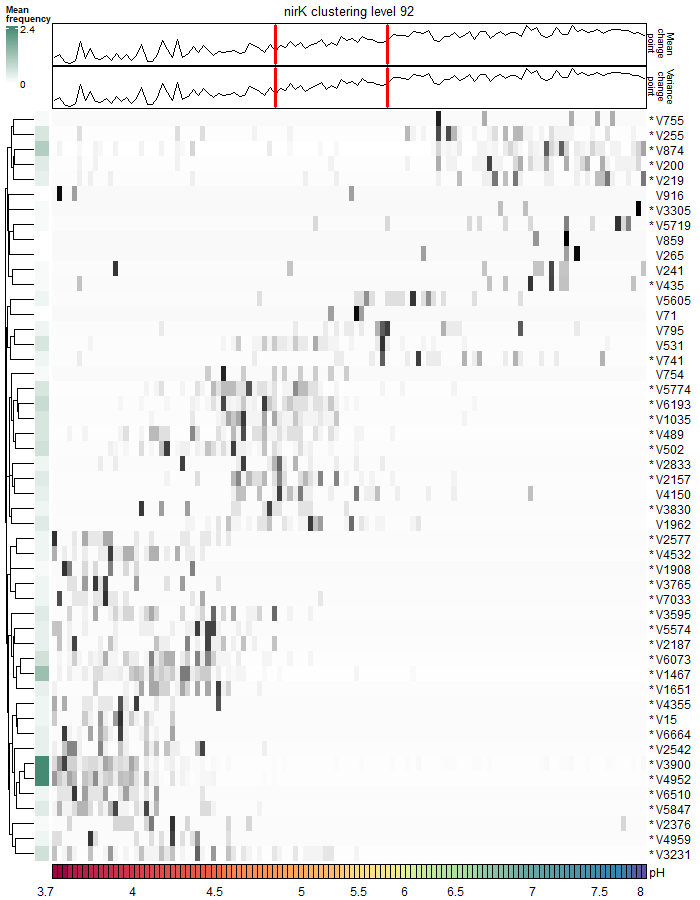 nirK clustering level 92
Mean
frequency
2.4
0
Mean
change
point
Variance
change
point
* V755
* V255
* V874
* V200
* V219
V916
* V3305
* V5719
V859
V265
V241
* V435
V5605
V71
V795
V531
* V741
V754
* V5774
* V6193
* V1035
* V489
* V502
* V2833
* V2157
V4150
* V3830
V1962
* V2577
* V4532
* V1908
* V3765
* V7033
* V3595
* V5574
* V2187
* V6073
* V1467
* V1651
* V4355
* V15
* V6664
* V2542
* V3900
* V4952
* V6510
* V5847
* V2376
* V4959
* V3231
pH
3.7 4 4.5 5 5.5 6 6.5 7 7.5 8